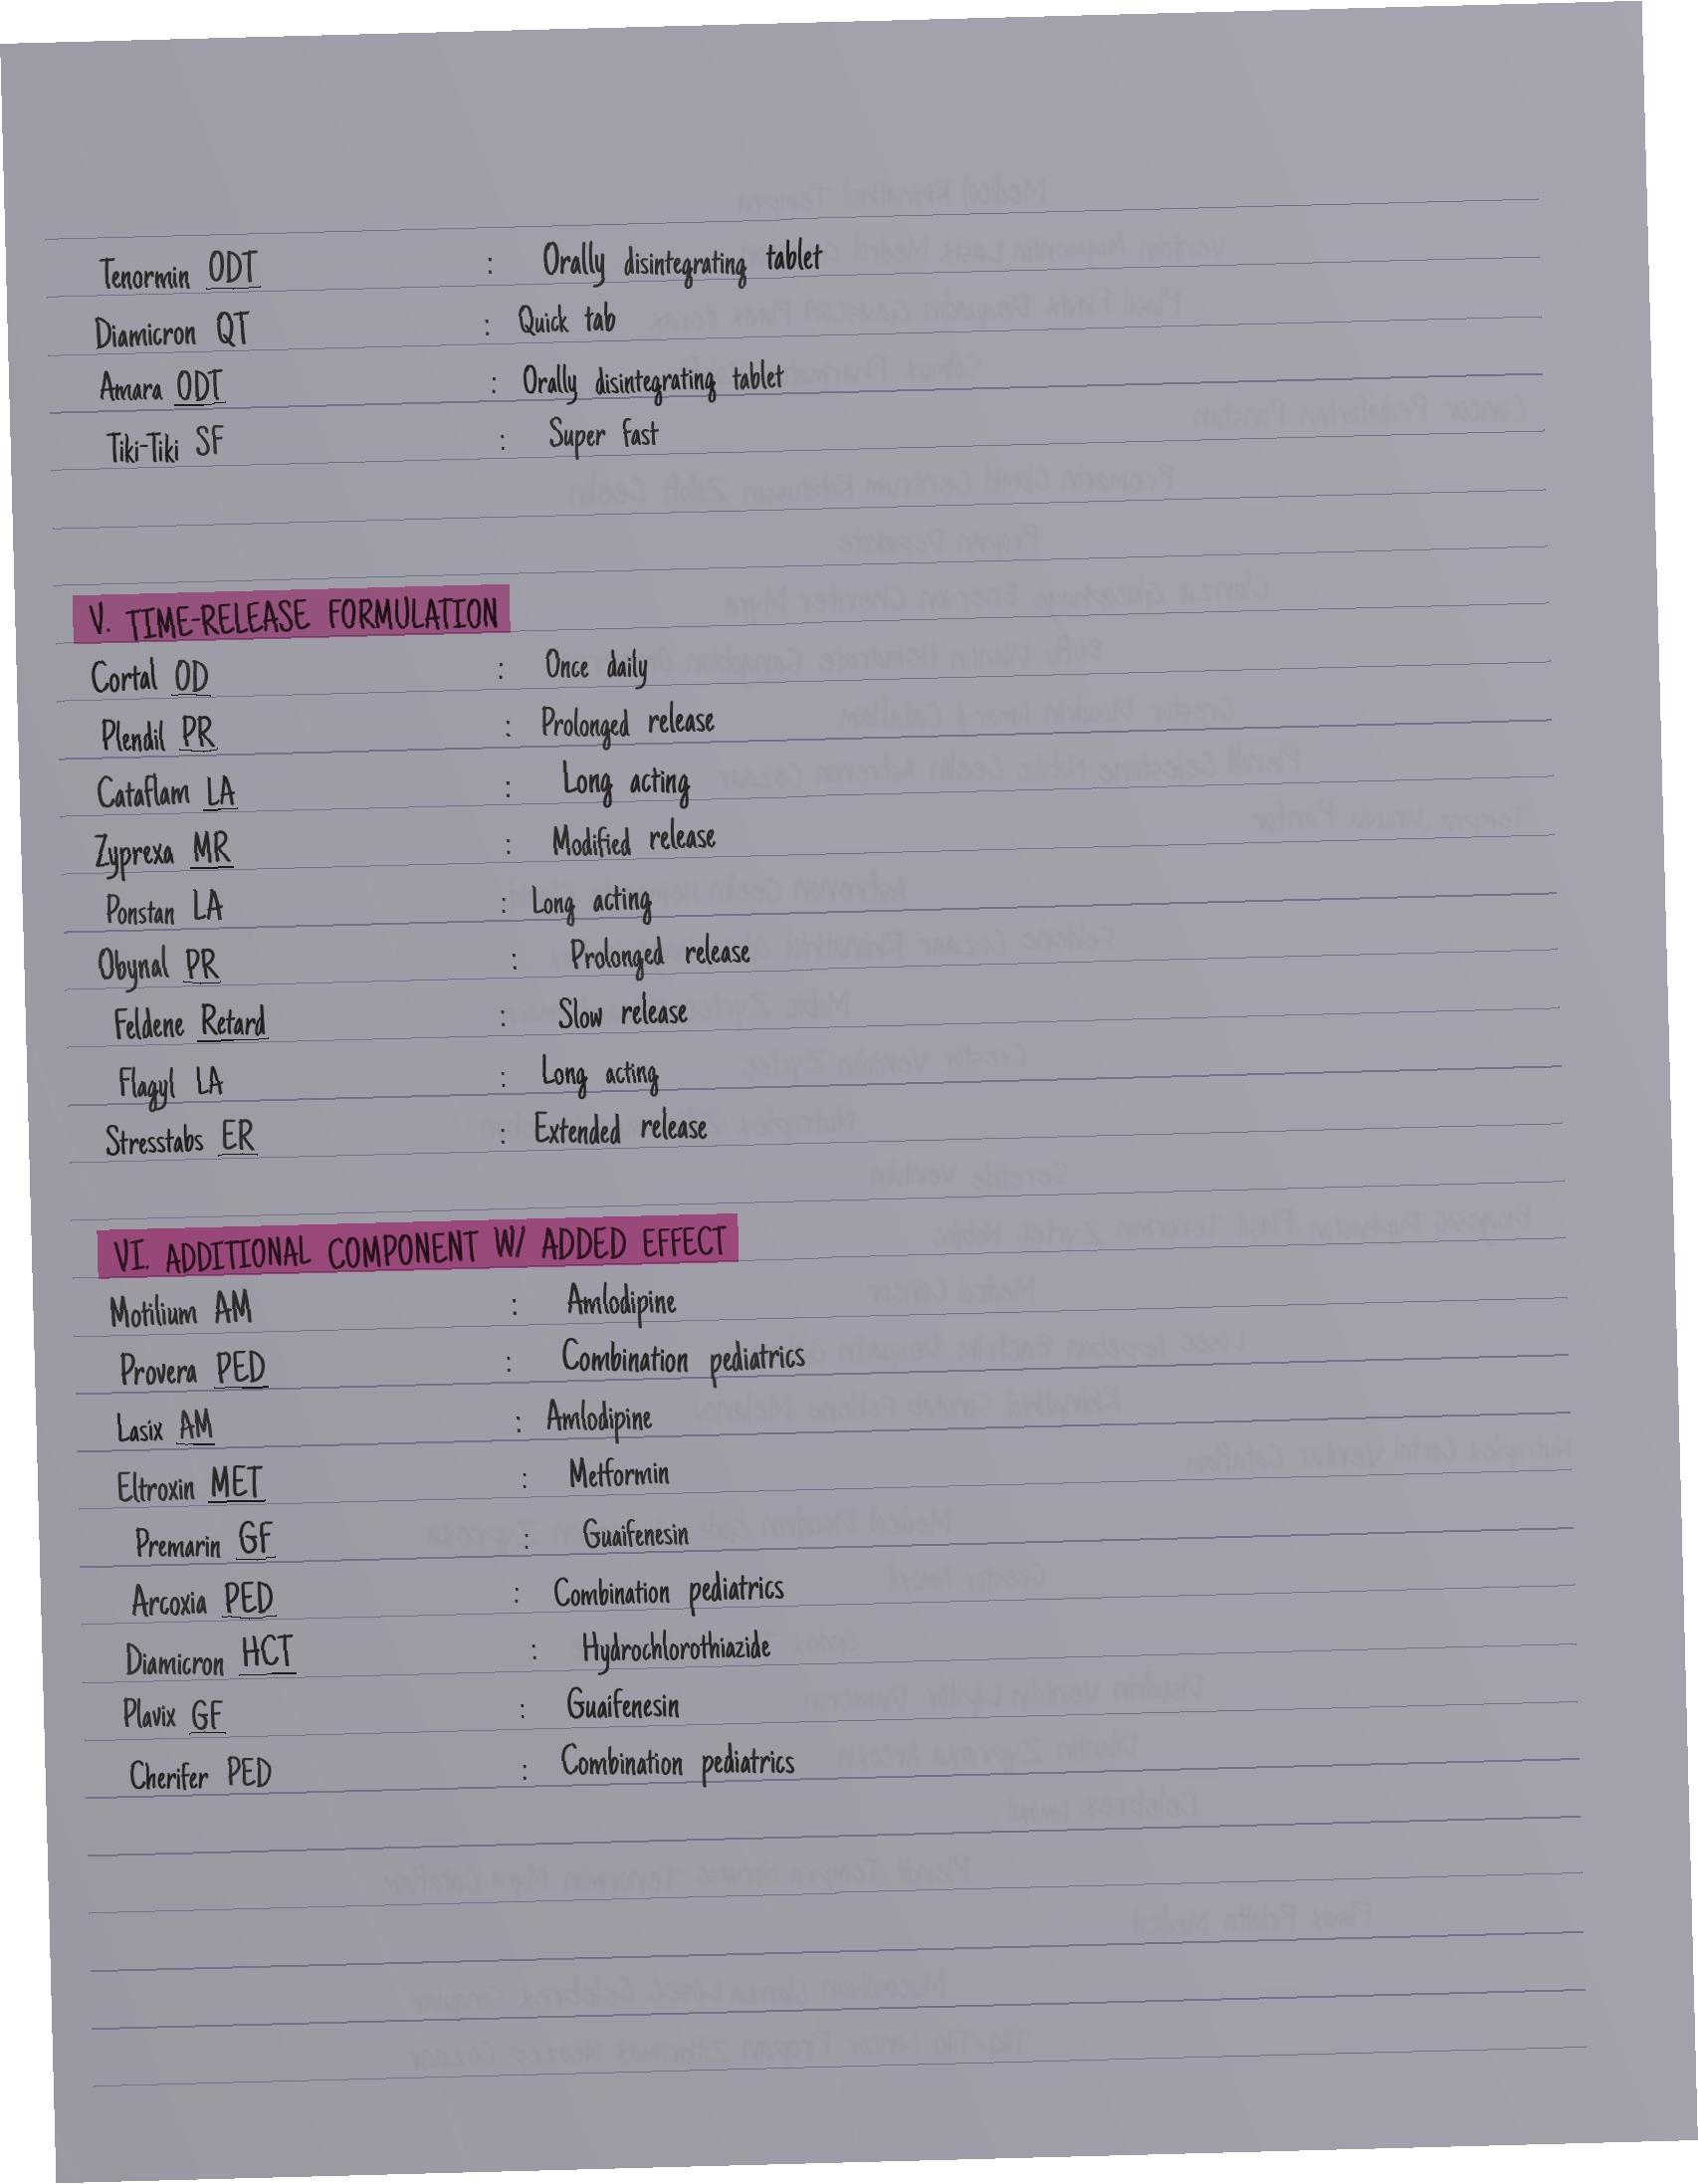 Tenormin ODT : Orally disintegrating tablet
Diamicron QT : Quick tab
Amara ODT : Orally disintegrating tablet
Tiki-Tiki SF : Super fast
V. TIME-RELEASE FORMULATION
Cortal OD : Once daily
Plendil PR : Prolonged release
Cataflam LA : Long acting
Zyprexa MR : Modified release
Ponstan LA : Long acting
Obynal PR : Prolonged release
Feldene Retard : Slow release
Flagyl LA : Long acting
Stresstabs ER : Extended release
VI. ADDITIONAL COMPONENT W/ ADDED EFFECT
Motilium AM : Amlodipine
Provera PED : Combination pediatrics
Lasix AM : Amlodipine
Eltroxin MET : Metformin
Premarin GF : Guaifenesin
Arcoxia PED : Combination pediatrics
Diamicron HCT : Hydrochlorothiazide
Plavix GF : Guaifenesin
Cherifer PED : Combination pediatrics